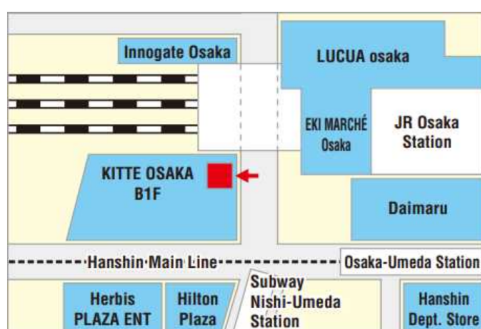 Innogate Osaka
LUCUA osaka
EKI MARCHÉ
Osaka
JR Osaka
Station
KITTE OSAKA
B1F
Daimaru
Hanshin Main Line
Osaka-Umeda Station
Subway
Nishi-Umeda
Station
Herbis
PLAZA ENT
Hilton
Plaza
Hanshin
Dept. Store